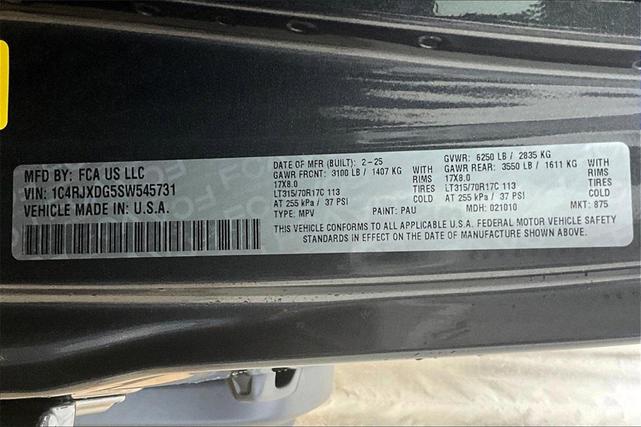 MFD BY: FCA US LLC
VIN: 1C4RJXDG5SW545731
VEHICLE MADE IN: U.S.A.
DATE OF MFR (BUILT): 2-25
GAWR FRONT: 3100 LB / 1407 KG WITH
17X8.0 RIMS
LT315/70R17C 113 TIRES
AT 255 kPa / 37 PSI COLD
TYPE: MPV PAINT: PAU
GVWR: 6250 LB / 2835 KG
GAWR REAR: 3550 LB / 1611 KG WITH
17X8.0 RIMS
LT315/70R17C 113 TIRES
AT 255 kPa / 37 PSI COLD
MDH: 021010 MKT: 875
THIS VEHICLE CONFORMS TO ALL APPLICABLE U.S.A. FEDERAL MOTOR VEHICLE SAFETY
STANDARDS IN EFFECT ON THE DATE OF MANUFACTURE SHOWN ABOVE.